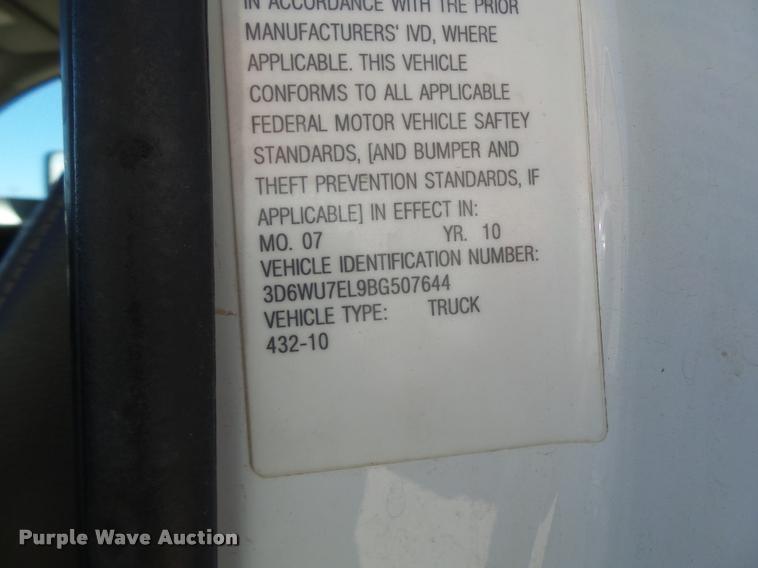 IN ACCORDANCE WITH THE PRIOR
MANUFACTURERS' IVD, WHERE
APPLICABLE. THIS VEHICLE
CONFORMS TO ALL APPLICABLE
FEDERAL MOTOR VEHICLE SAFTEY
STANDARDS, [AND BUMPER AND
THEFT PREVENTION STANDARDS, IF
APPLICABLE] IN EFFECT IN:
MO. 07 YR. 10
VEHICLE IDENTIFICATION NUMBER:
3D6WU7EL9BG507644
VEHICLE TYPE: TRUCK
432-10
Purple Wave Auction